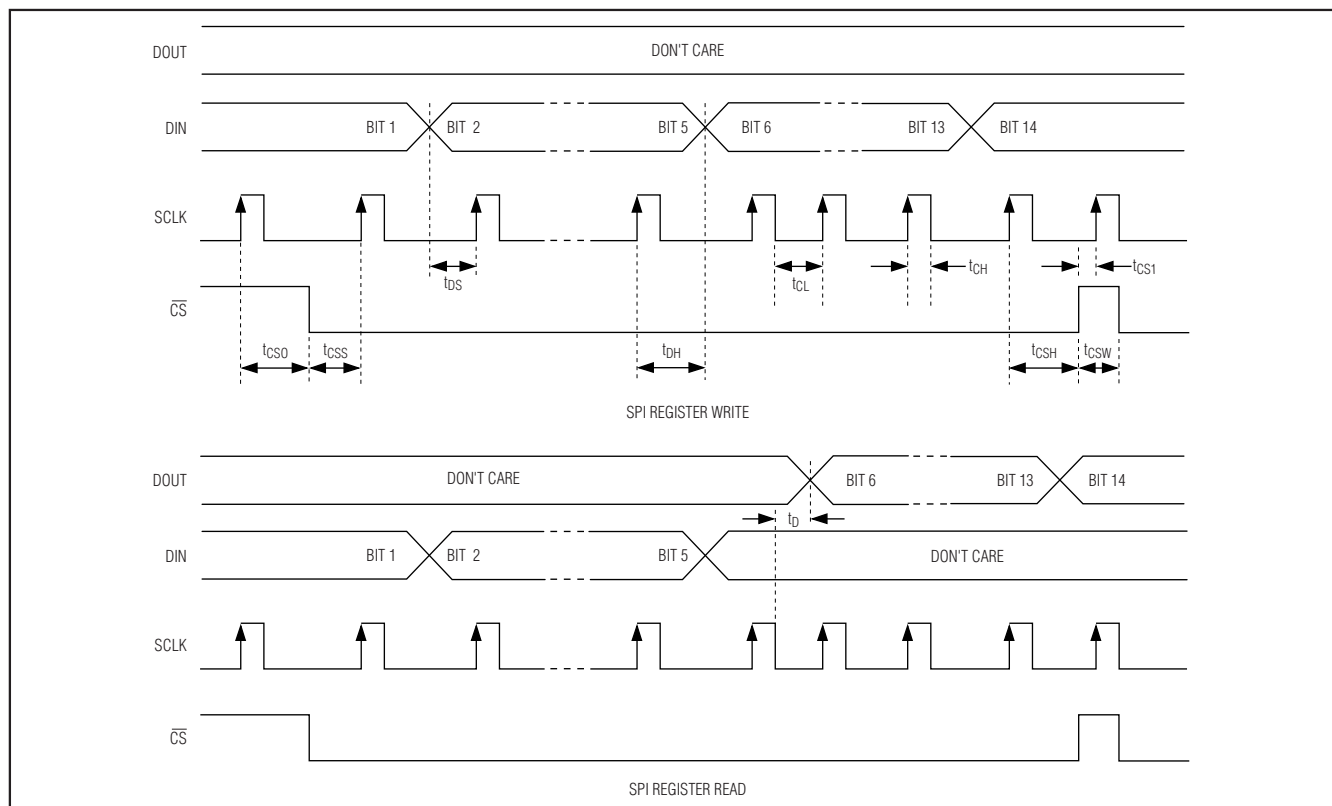 DOUT DON'T CARE
DIN BIT 1 BIT 2 BIT 5 BIT 6 BIT 13 BIT 14
SCLK
tDS tCL tCH tCS1
CS
tCSO tCSS tDH tCSH tCSW
SPI REGISTER WRITE
DOUT DON'T CARE BIT 6 BIT 13 BIT 14
tD
DIN BIT 1 BIT 2 BIT 5 DON'T CARE
SCLK
CS
SPI REGISTER READ